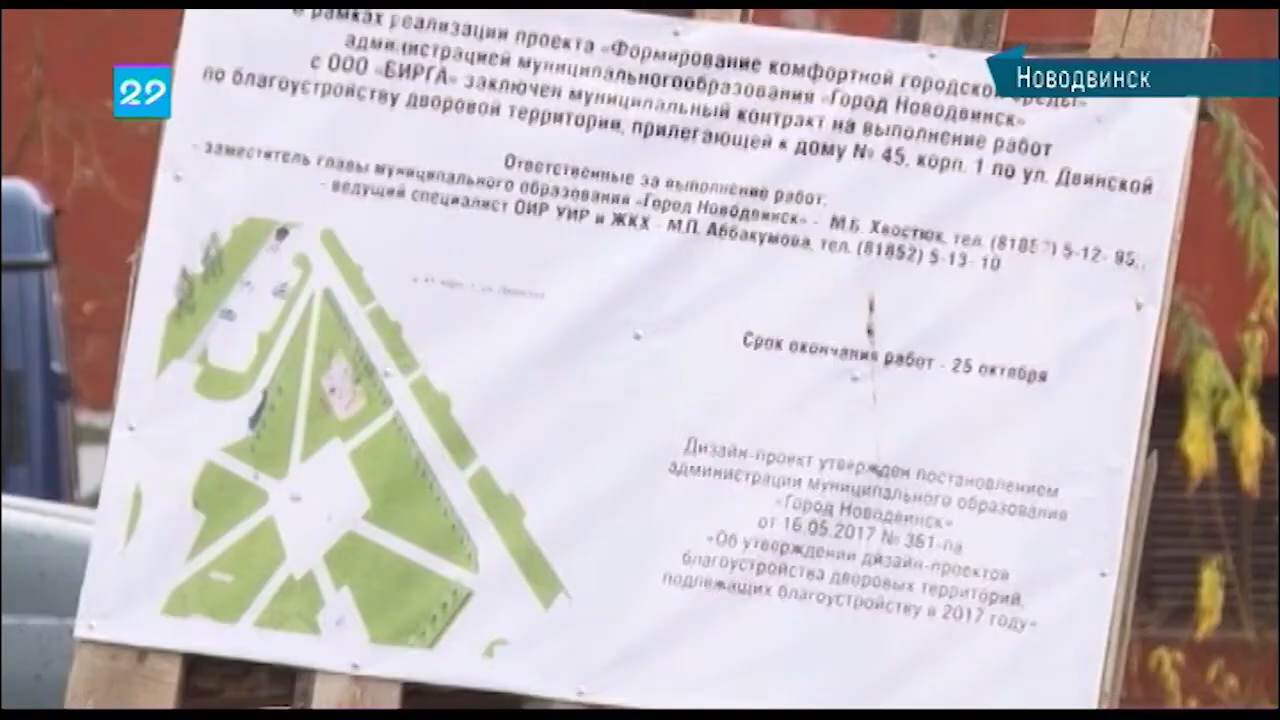 29
Новодвинск
в рамках реализации проекта «Формирование комфортной городской среды»
администрацией муниципальногообразования «Город Новодвинск»
с ООО «БИРГА» заключен муниципальный контракт на выполнение работ
по благоустройству дворовой территории, прилегающей к дому № 45, корп. 1 по ул. Двинской
Ответственные за выполнение работ:
- заместитель главы муниципального образования «Город Новодвинск» - М.Б. Хвостюк, тел. (81852) 5-12-95,
- ведущий специалист ОИР УИР и ЖКХ - М.П. Аббакумова, тел. (81852) 5-13-10
Срок окончания работ - 25 октября
Дизайн-проект утвержден постановлением
администрации муниципального образования
«Город Новодвинск»
от 16.05.2017 № 361-па
«Об утверждении дизайн-проектов
благоустройства дворовых территорий,
подлежащих благоустройству в 2017 году»